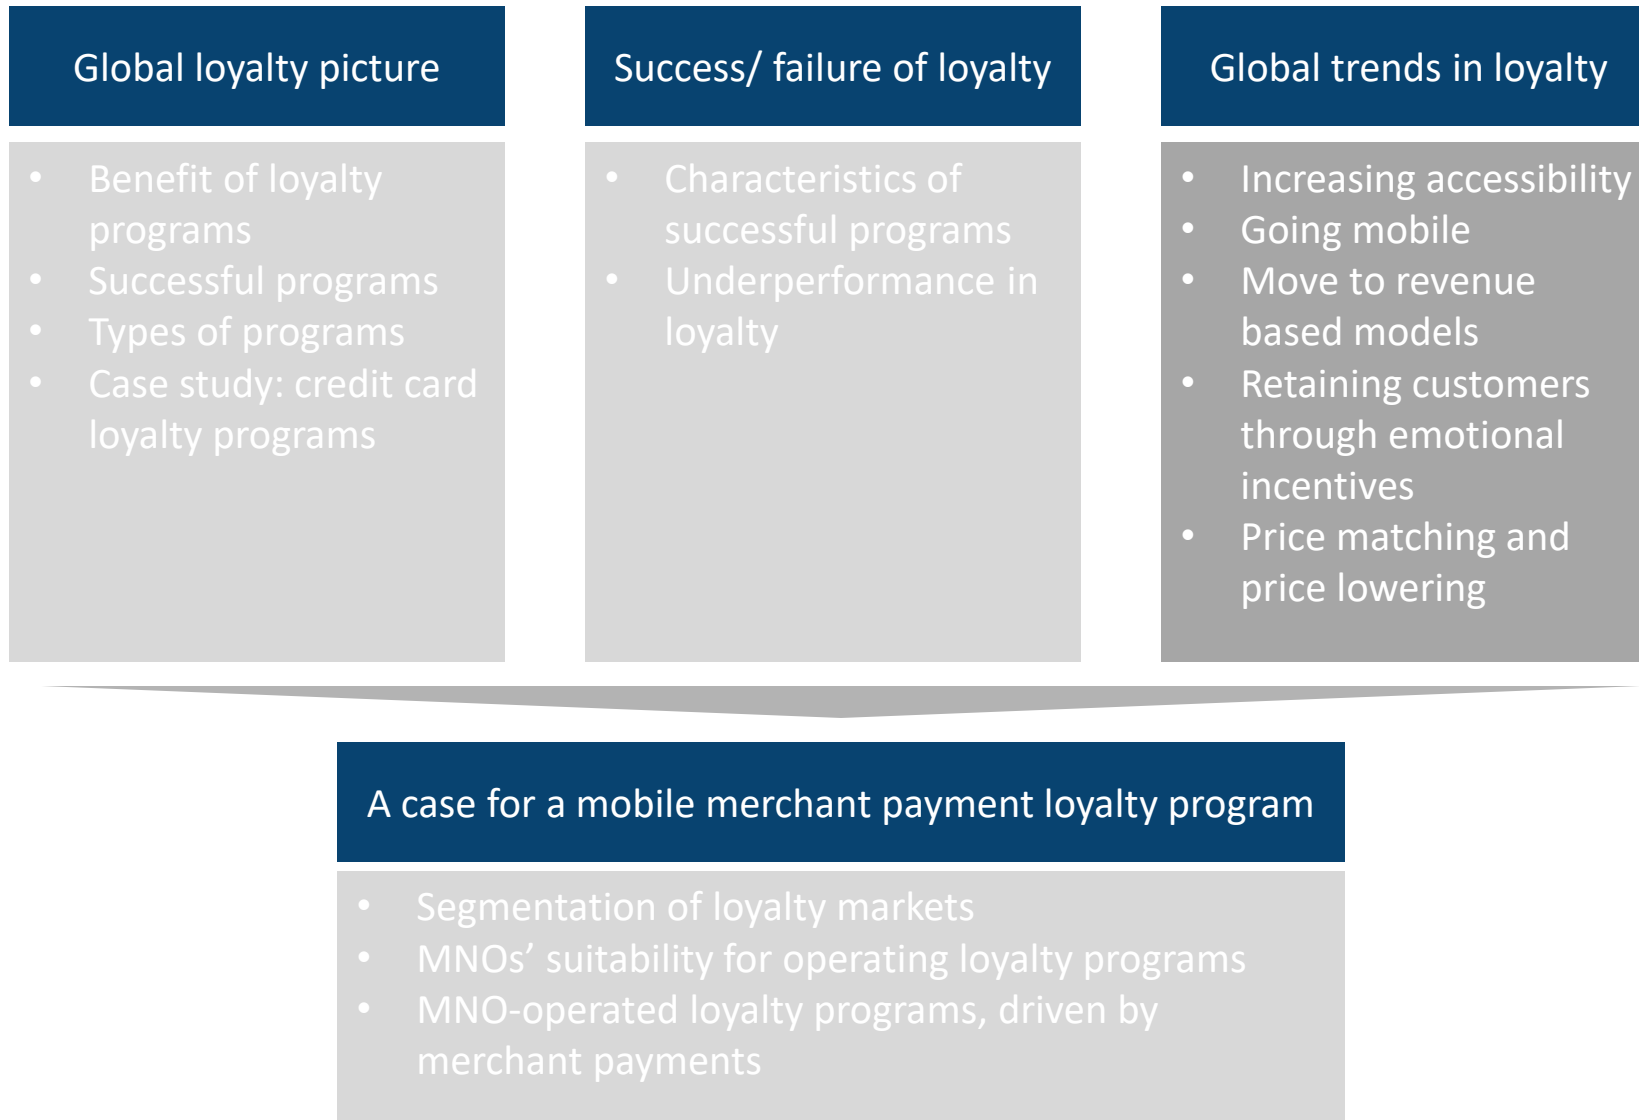 Global loyalty picture
• Benefit of loyalty
programs
• Successful programs
• Types of programs
• Case study: credit card
loyalty programs
Success/ failure of loyalty
• Characteristics of
successful programs
• Underperformance in
loyalty
Global trends in loyalty
• Increasing accessibility
• Going mobile
• Move to revenue
based models
• Retaining customers
through emotional
incentives
• Price matching and
price lowering
A case for a mobile merchant payment loyalty program
• Segmentation of loyalty markets
• MNOs’ suitability for operating loyalty programs
• MNO-operated loyalty programs, driven by
merchant payments